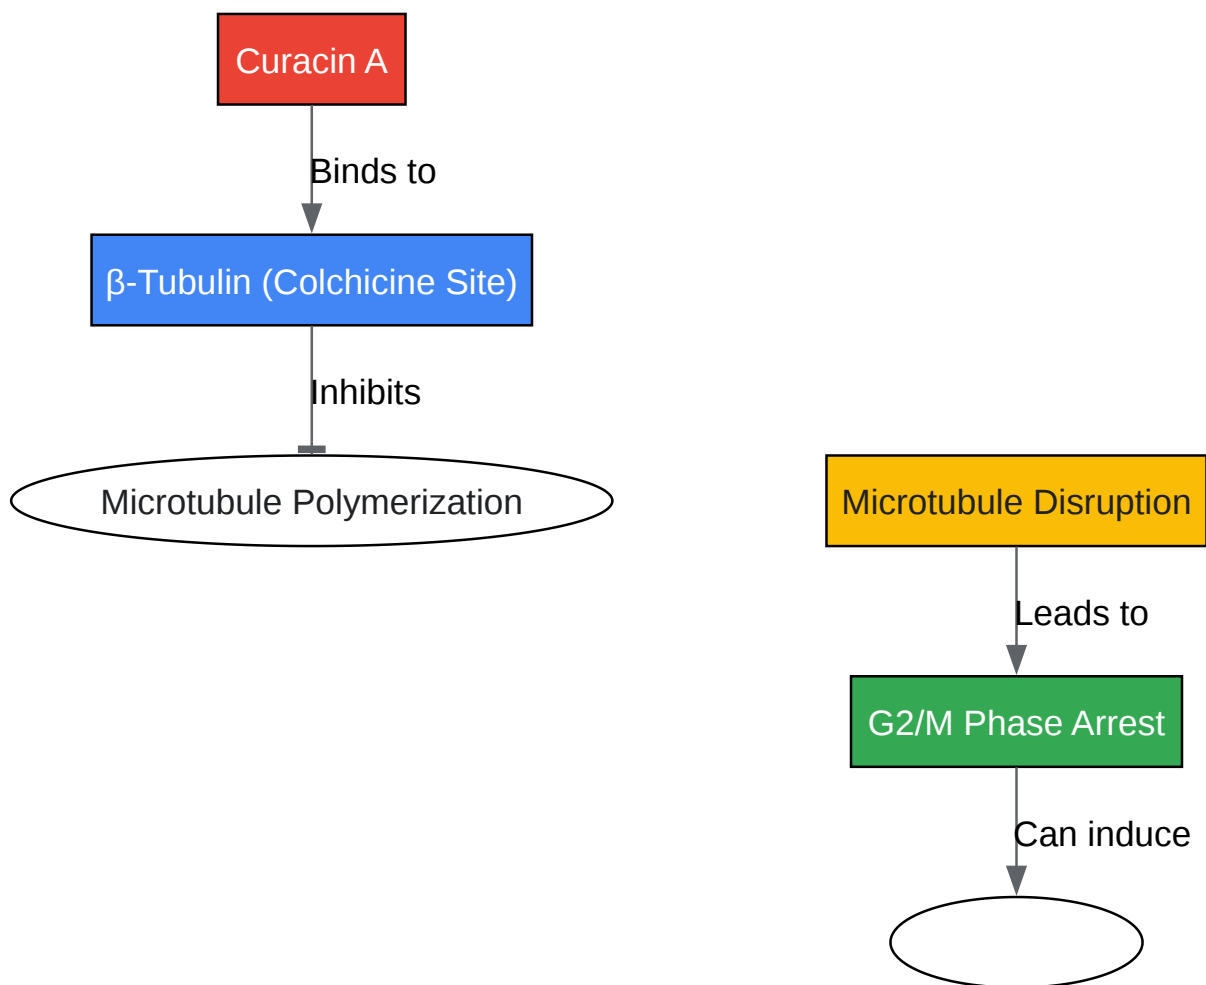 Curacin A
Binds to
β-Tubulin (Colchicine Site)
Inhibits
Microtubule Polymerization
Microtubule Disruption
Leads to
G2/M Phase Arrest
Can induce